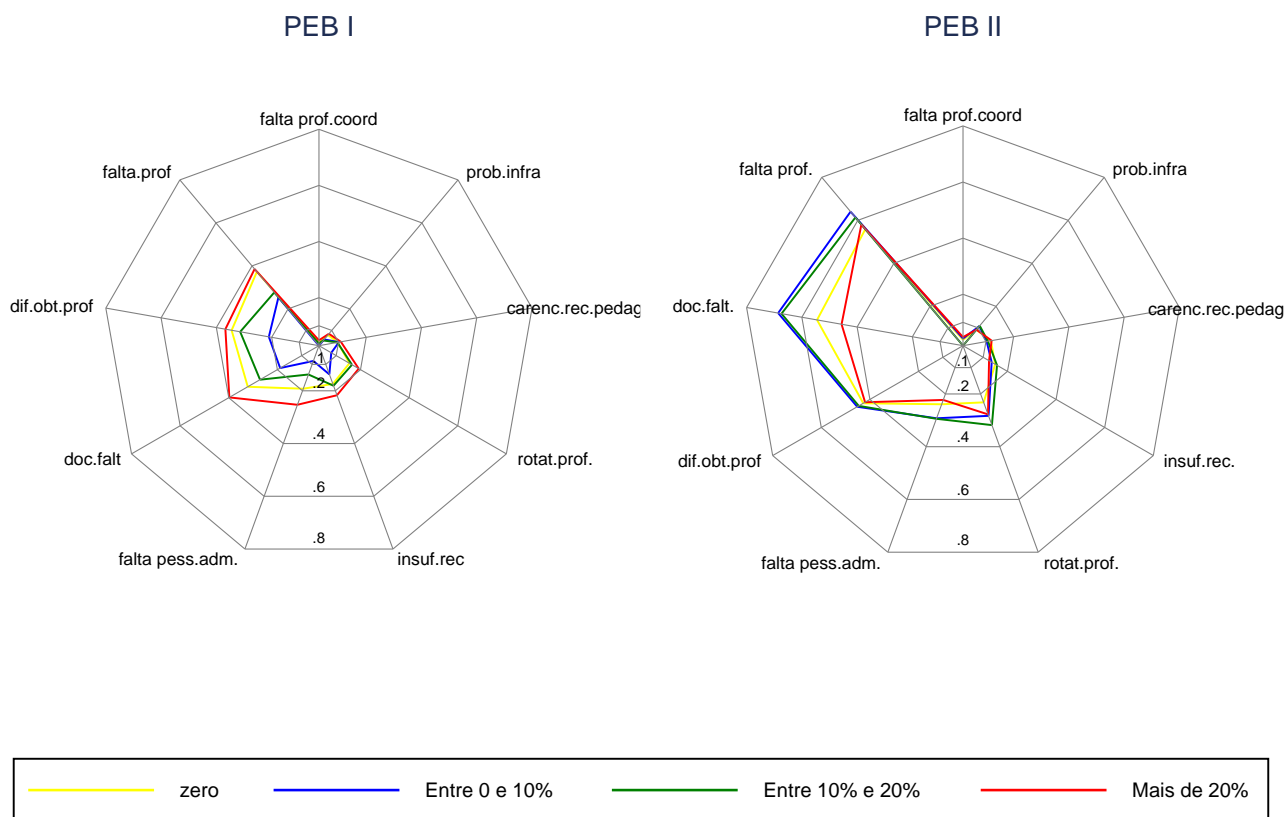 PEB I
falta prof.coord
prob.infra
carenc.rec.pedag
rotat.prof.
insuf.rec
falta pess.adm.
doc.falt
dif.obt.prof
falta.prof
.1
.2
.4
.6
.8
PEB II
falta prof.coord
prob.infra
carenc.rec.pedag
insuf.rec.
rotat.prof.
falta pess.adm.
dif.obt.prof
doc.falt.
falta prof.
.1
.2
.4
.6
.8
zero
Entre 0 e 10%
Entre 10% e 20%
Mais de 20%